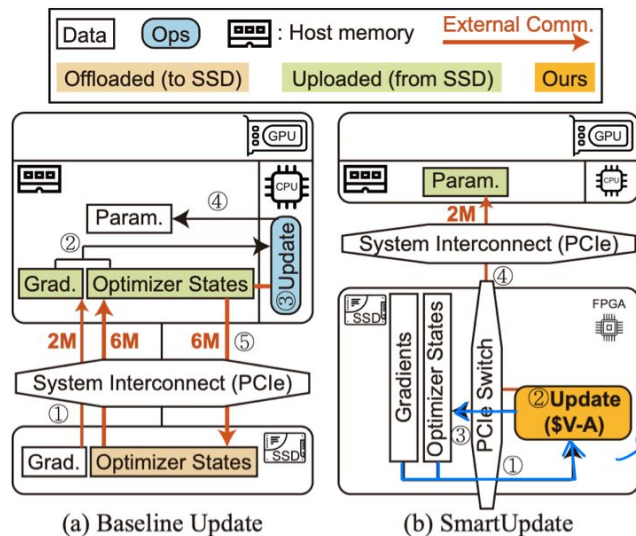 Data Ops : Host memory External Comm.
Offloaded (to SSD) Uploaded (from SSD) Ours
GPU
CPU
Param. ④
②
Grad. Optimizer States ③Update
2M 6M 6M ⑤
System Interconnect (PCIe)
①
SSD
Grad. Optimizer States
(a) Baseline Update
GPU
Param. CPU
2M
System Interconnect (PCIe)
④
SSD FPGA
Gradients
Optimizer States
PCIe Switch
②Update
($V-A)
③
①
(b) SmartUpdate